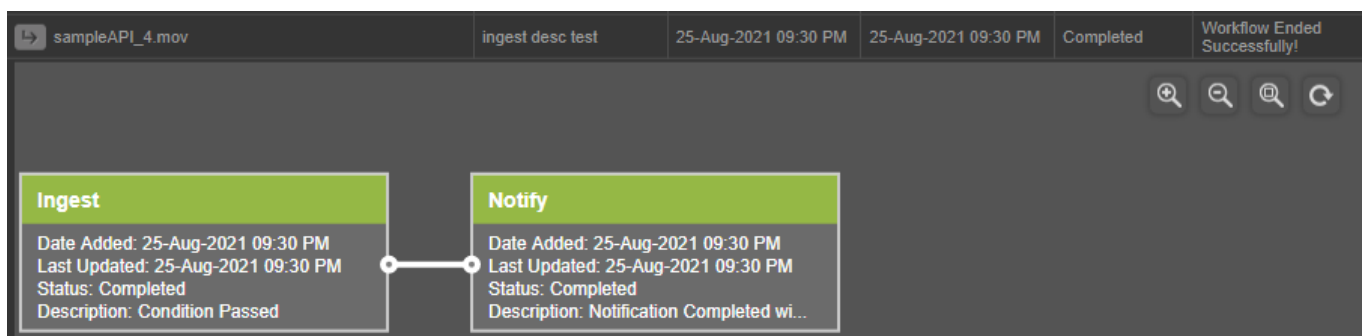 sampleAPI_4.mov ingest desc test 25-Aug-2021 09:30 PM 25-Aug-2021 09:30 PM Completed Workflow Ended
Successfully!
Ingest
Date Added: 25-Aug-2021 09:30 PM
Last Updated: 25-Aug-2021 09:30 PM
Status: Completed
Description: Condition Passed
Notify
Date Added: 25-Aug-2021 09:30 PM
Last Updated: 25-Aug-2021 09:30 PM
Status: Completed
Description: Notification Completed wi...